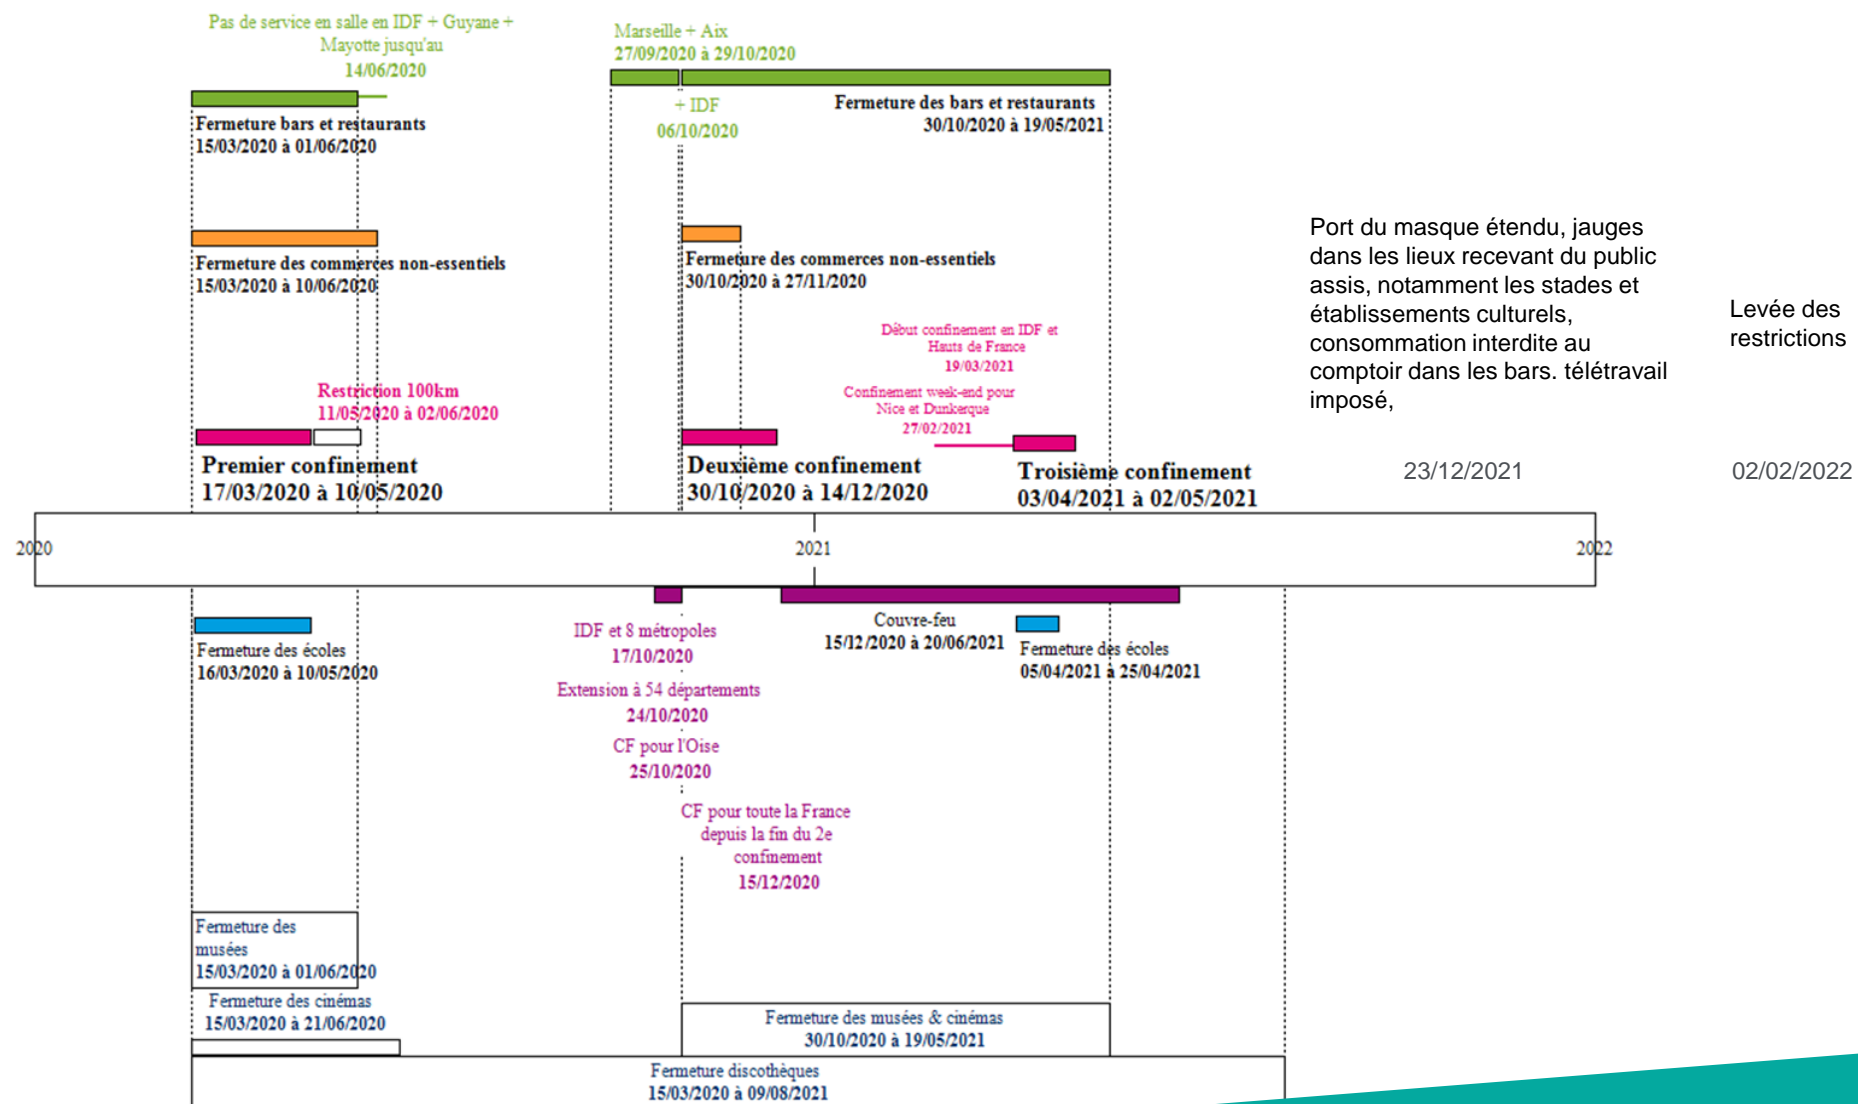 Pas de service en salle en IDF + Guyane +
Mayotte jusqu'au
14/06/2020
Fermeture bars et restaurants
15/03/2020 à 01/06/2020
Marseille + Aix
27/09/2020 à 29/10/2020
+ IDF
06/10/2020
Fermeture des bars et restaurants
30/10/2020 à 19/05/2021
Fermeture des commerces non-essentiels
15/03/2020 à 10/06/2020
Fermeture des commerces non-essentiels
30/10/2020 à 27/11/2020
Port du masque étendu, jauges
dans les lieux recevant du public
assis, notamment les stades et
établissements culturels,
consommation interdite au
comptoir dans les bars. télétravail
imposé,
23/12/2021
Levée des
restrictions
02/02/2022
Début confinement en IDF et
Hauts de France
19/03/2021
Confinement week-end pour
Nice et Dunkerque
27/02/2021
Restriction 100km
11/05/2020 à 02/06/2020
Premier confinement
17/03/2020 à 10/05/2020
Deuxième confinement
30/10/2020 à 14/12/2020
Troisième confinement
03/04/2021 à 02/05/2021
2020
2021
2022
Fermeture des écoles
16/03/2020 à 10/05/2020
IDF et 8 métropoles
17/10/2020
Extension à 54 départements
24/10/2020
CF pour l'Oise
25/10/2020
CF pour toute la France
depuis la fin du 2e
confinement
15/12/2020
Couvre-feu
15/12/2020 à 20/06/2021
Fermeture des écoles
05/04/2021 à 25/04/2021
Fermeture des
musées
15/03/2020 à 01/06/2020
Fermeture des cinémas
15/03/2020 à 21/06/2020
Fermeture des musées & cinémas
30/10/2020 à 19/05/2021
Fermeture discothèques
15/03/2020 à 09/08/2021